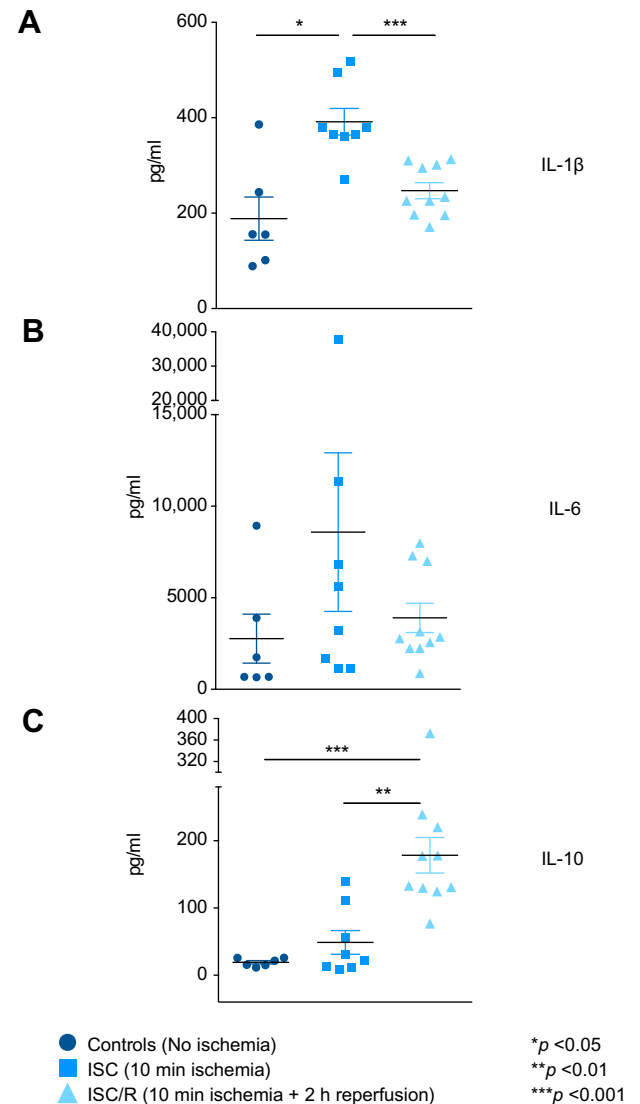 A
600
*
***
400
pg/ml
IL-1β
200
0
B
40,000
30,000
20,000
15,000
pg/ml
10,000
IL-6
5000
0
C
400
360
***
320
**
200
pg/ml
IL-10
100
0
Controls (No ischemia)
*p <0.05
ISC (10 min ischemia)
**p <0.01
ISC/R (10 min ischemia + 2 h reperfusion)
***p <0.001